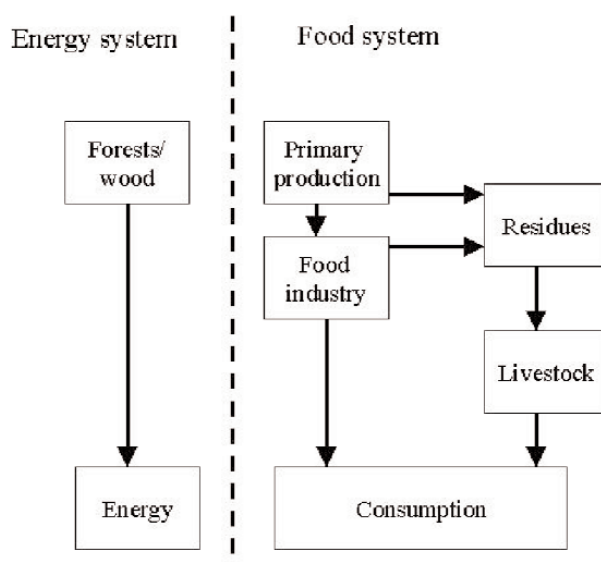 Energy system
Food system
Forests/
wood
Primary
production
Residues
Food
industry
Livestock
Energy
Consumption